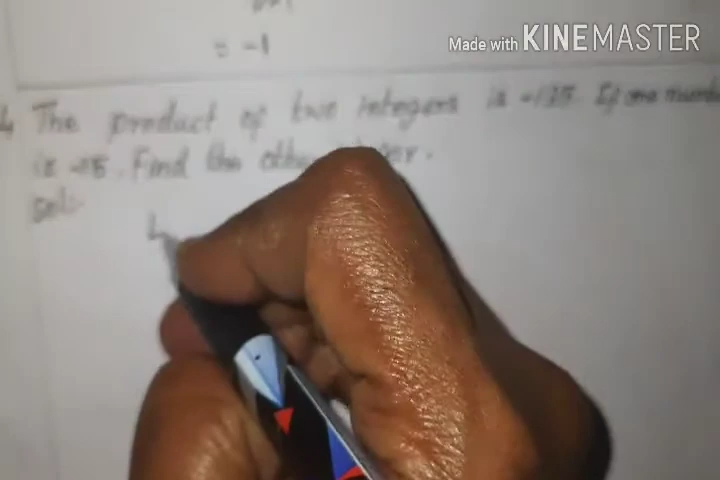 = -1
Made with KINEMASTER
The product of two integers is -135. If one number
is -15. Find the other
Sol:-